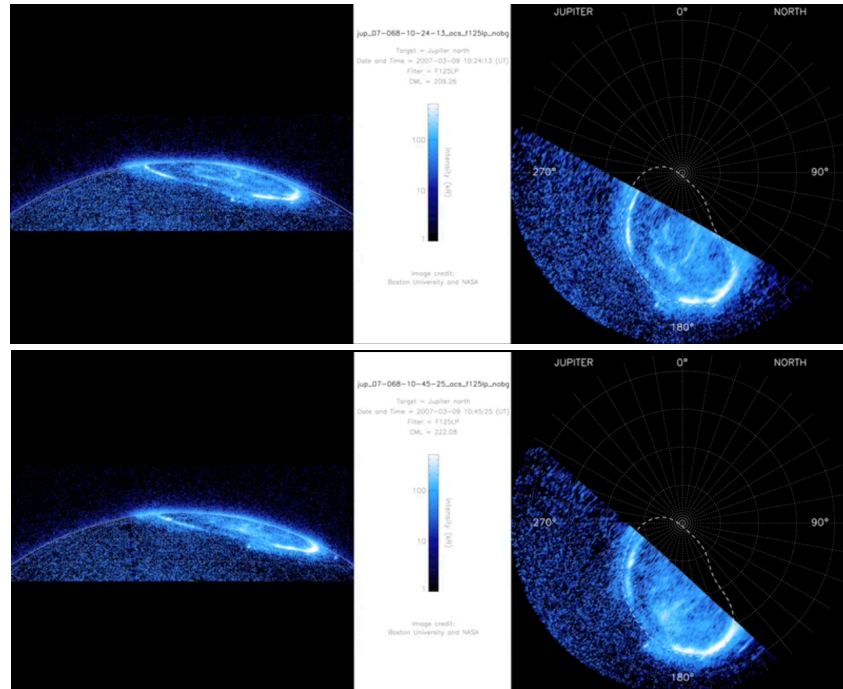 jup_07-068-10-24-13_acs_f125lp_nobg
Target = Jupiter north
Date and Time = 2007-03-09 10:24:13 (UT)
Filter = F125LP
CML = 209.26
100
10
1
Intensity (kR)
Image credit:
Boston University and NASA
JUPITER 0° NORTH
270° 90°
180°
jup_07-068-10-45-25_acs_f125lp_nobg
Target = Jupiter north
Date and Time = 2007-03-09 10:45:25 (UT)
Filter = F125LP
CML = 222.08
100
10
1
Intensity (kR)
Image credit:
Boston University and NASA
JUPITER 0° NORTH
270° 90°
180°